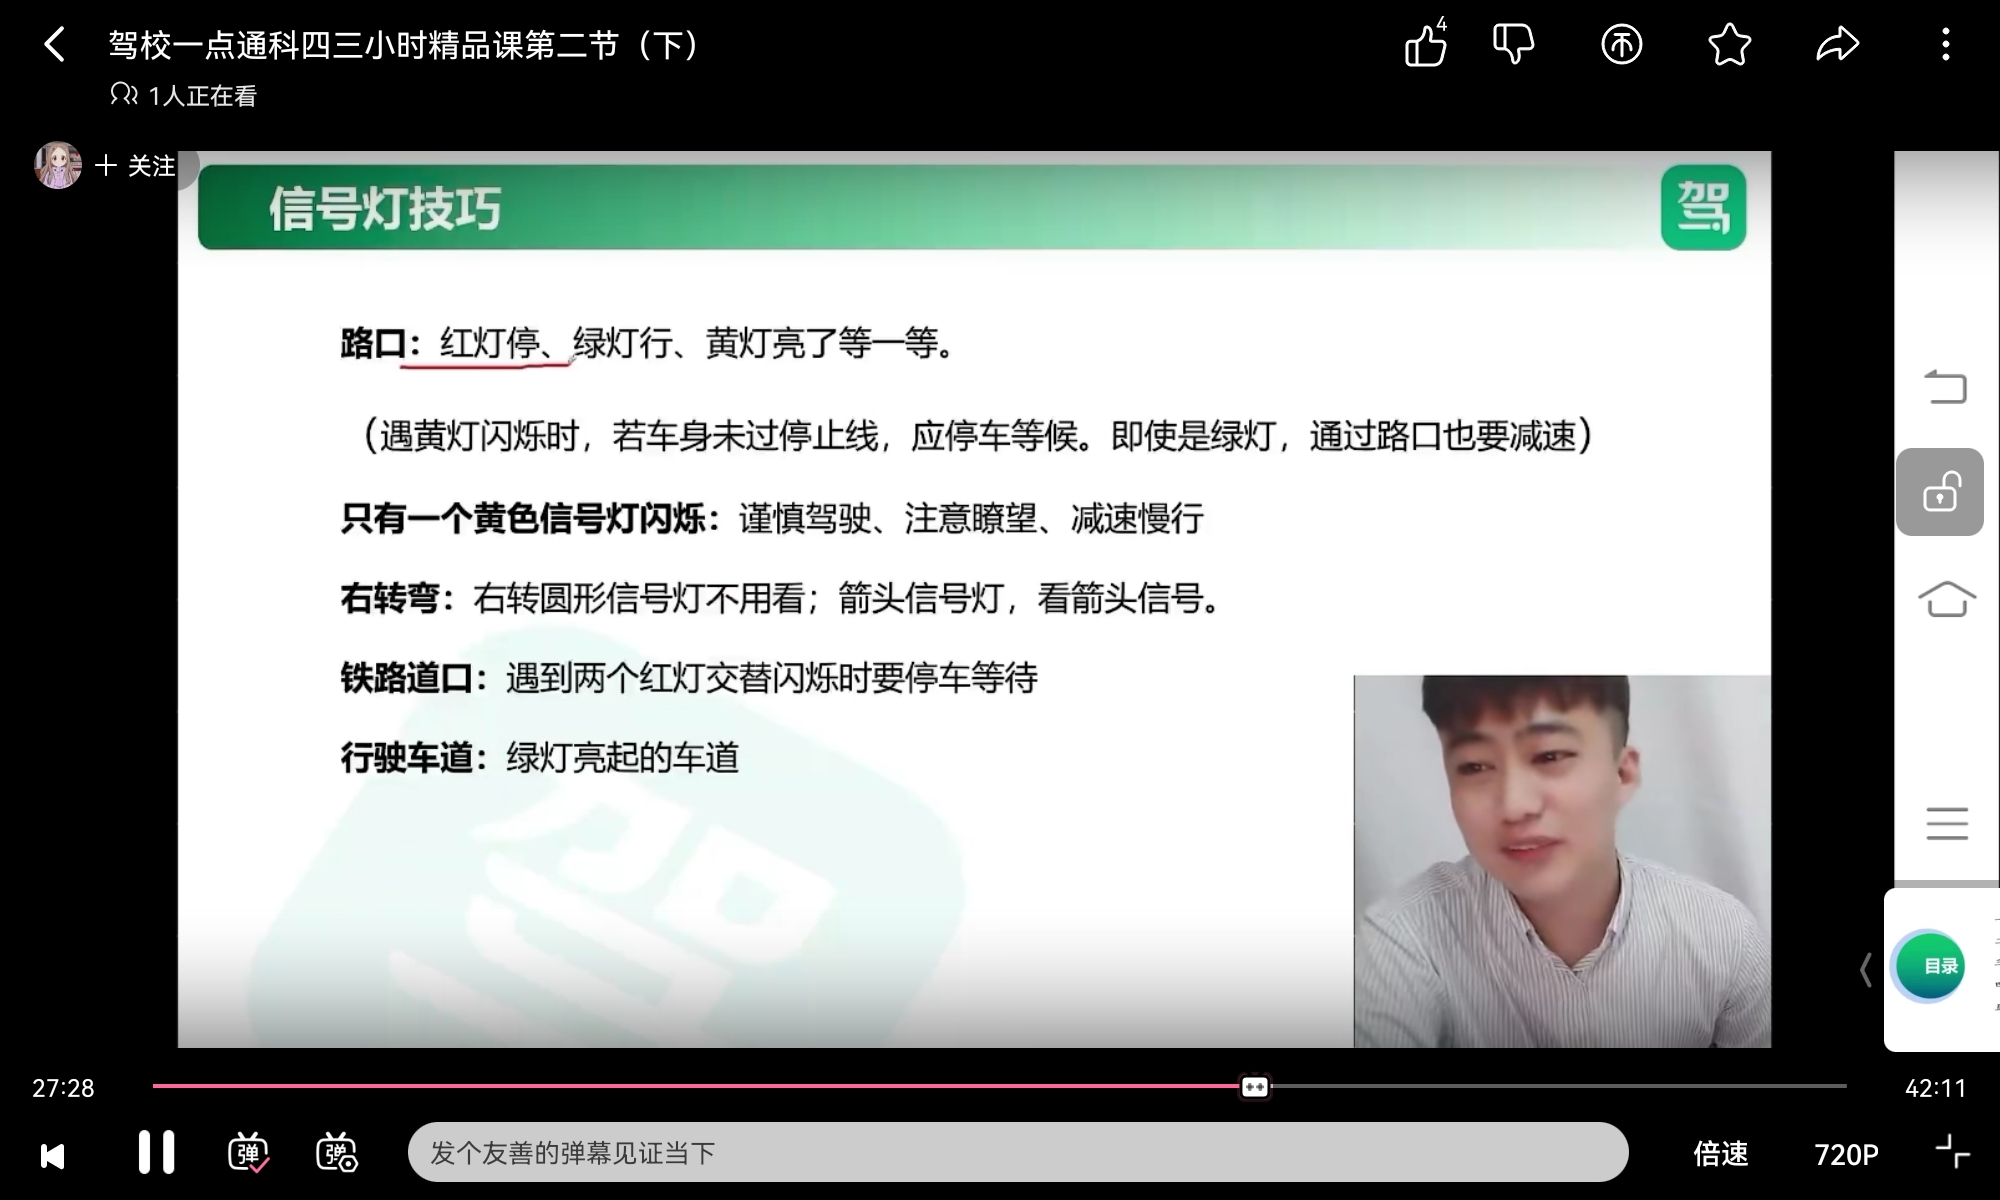 驾校一点通科四三小时精品课第二节（下）
4
1人正在看
关注
信号灯技巧
驾
路口：红灯停、绿灯行、黄灯亮了等一等。
（遇黄灯闪烁时，若车身未过停止线，应停车等候。即使是绿灯，通过路口也要减速）
只有一个黄色信号灯闪烁：谨慎驾驶、注意瞭望、减速慢行
右转弯：右转圆形信号灯不用看；箭头信号灯，看箭头信号。
铁路道口：遇到两个红灯交替闪烁时要停车等待
行驶车道：绿灯亮起的车道
驾
目录
27:28
42:11
弹
弹
发个友善的弹幕见证当下
倍速
720P